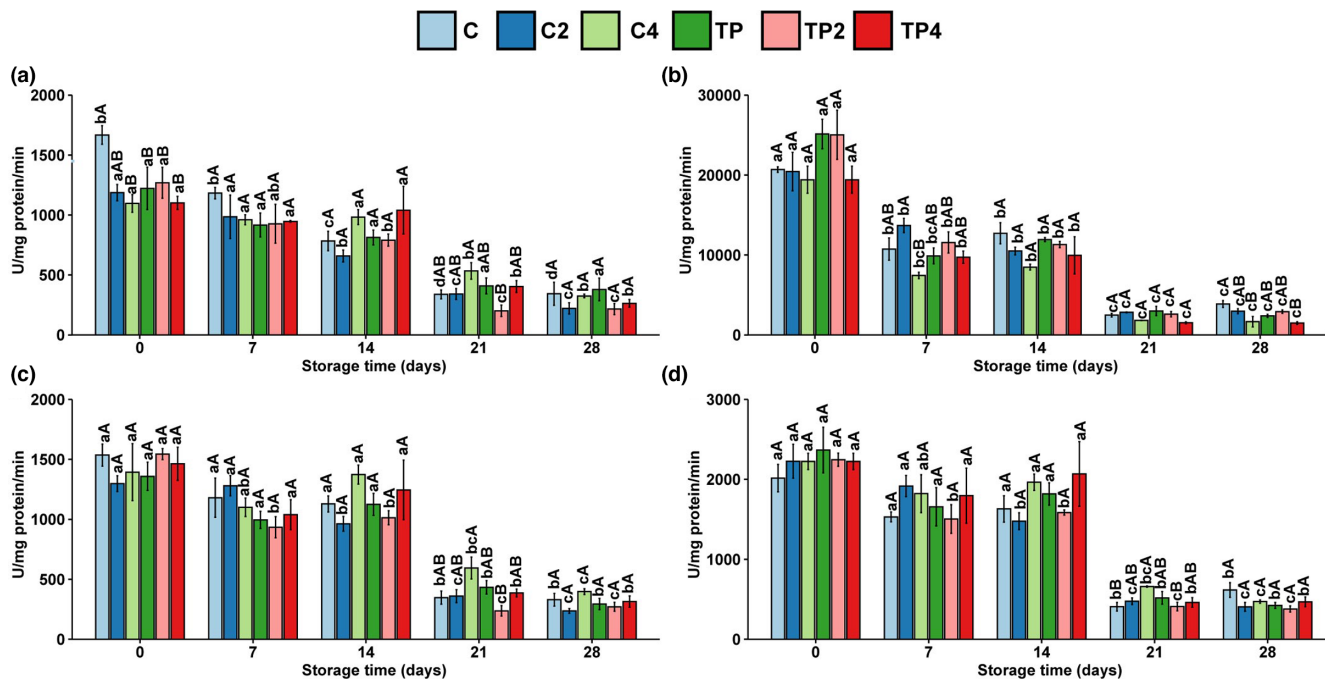 C C2 C4 TP TP2 TP4
(a)
U/mg protein/min
2000
1500
1000
500
0
bA aAB aB aB aB aB
bA aA aA aA abA aA
cA bA aA aA bA aA
dAB cAB bA aAB cB bAB
dA cA bA aA cA bA
0 7 14 21 28
Storage time (days)
(b)
U/mg protein/min
30000
20000
10000
0
aA aA aA aA aA aA
bAB bA bcB bcAB bAB bAB
bA bA bA bA bA bA
cA cA cA cA cA cA
cA cAB cB cAB cAB cB
0 7 14 21 28
Storage time (days)
(c)
U/mg protein/min
2000
1500
1000
500
0
aA aA aA aA aA aA
aA aA abA aA bA aA
aA bA aA aA bA aA
bAB cAB bcA bAB cB bAB
bA cA cA bA cA bA
0 7 14 21 28
Storage time (days)
(d)
U/mg protein/min
3000
2000
1000
0
aA aA aA aA aA aA
aA aA abA aA bA aA
aA bA aA aA bA aA
bB cAB bcA bAB cB bAB
bA cA cA bA cA bA
0 7 14 21 28
Storage time (days)